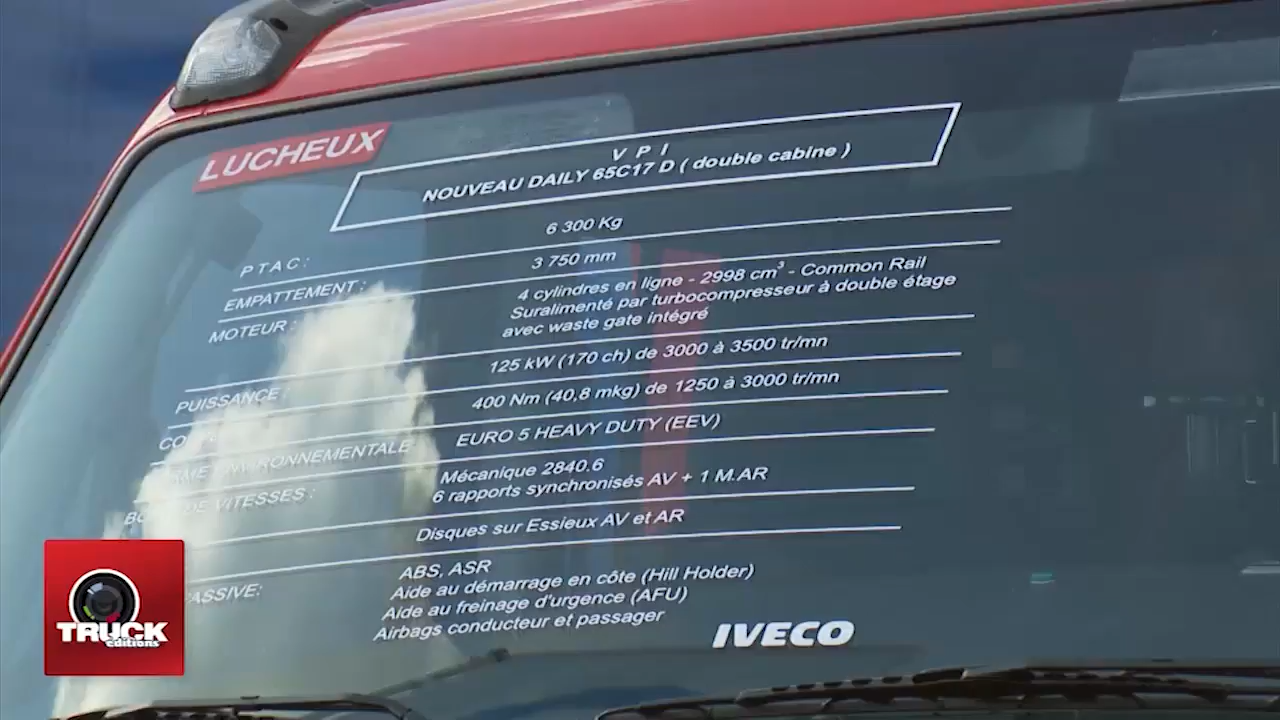 LUCHEUX
V P I
NOUVEAU DAILY 65C17 D ( double cabine )
P T A C : 6 300 Kg
EMPATTEMENT : 3 750 mm
MOTEUR : 4 cylindres en ligne - 2998 cm³ - Common Rail
Suralimenté par turbocompresseur à double étage
avec waste gate intégré
PUISSANCE : 125 kW (170 ch) de 3000 à 3500 tr/mn
400 Nm (40,8 mkg) de 1250 à 3000 tr/mn
EURO 5 HEAVY DUTY (EEV)
VITESSES : Mécanique 2840.6
6 rapports synchronisés AV + 1 M.AR
Disques sur Essieux AV et AR
ABS, ASR
Aide au démarrage en côte (Hill Holder)
Aide au freinage d'urgence (AFU)
Airbags conducteur et passager
IVECO
TRUCK
éditions